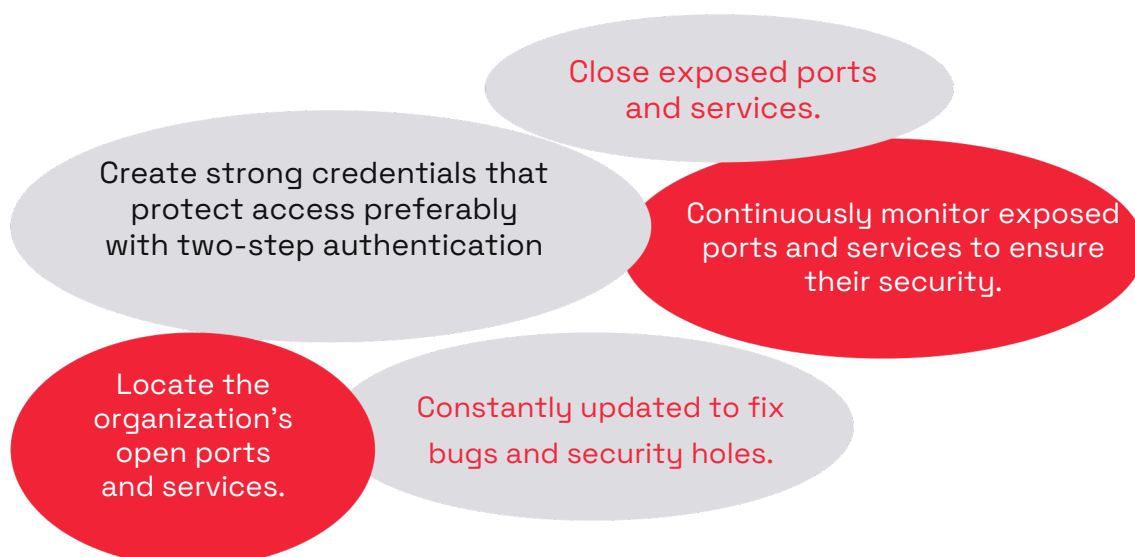 Close exposed ports
and services.
Create strong credentials that
protect access preferably
with two-step authentication
Continuously monitor exposed
ports and services to ensure
their security.
Locate the
organization's
open ports
and services.
Constantly updated to fix
bugs and security holes.